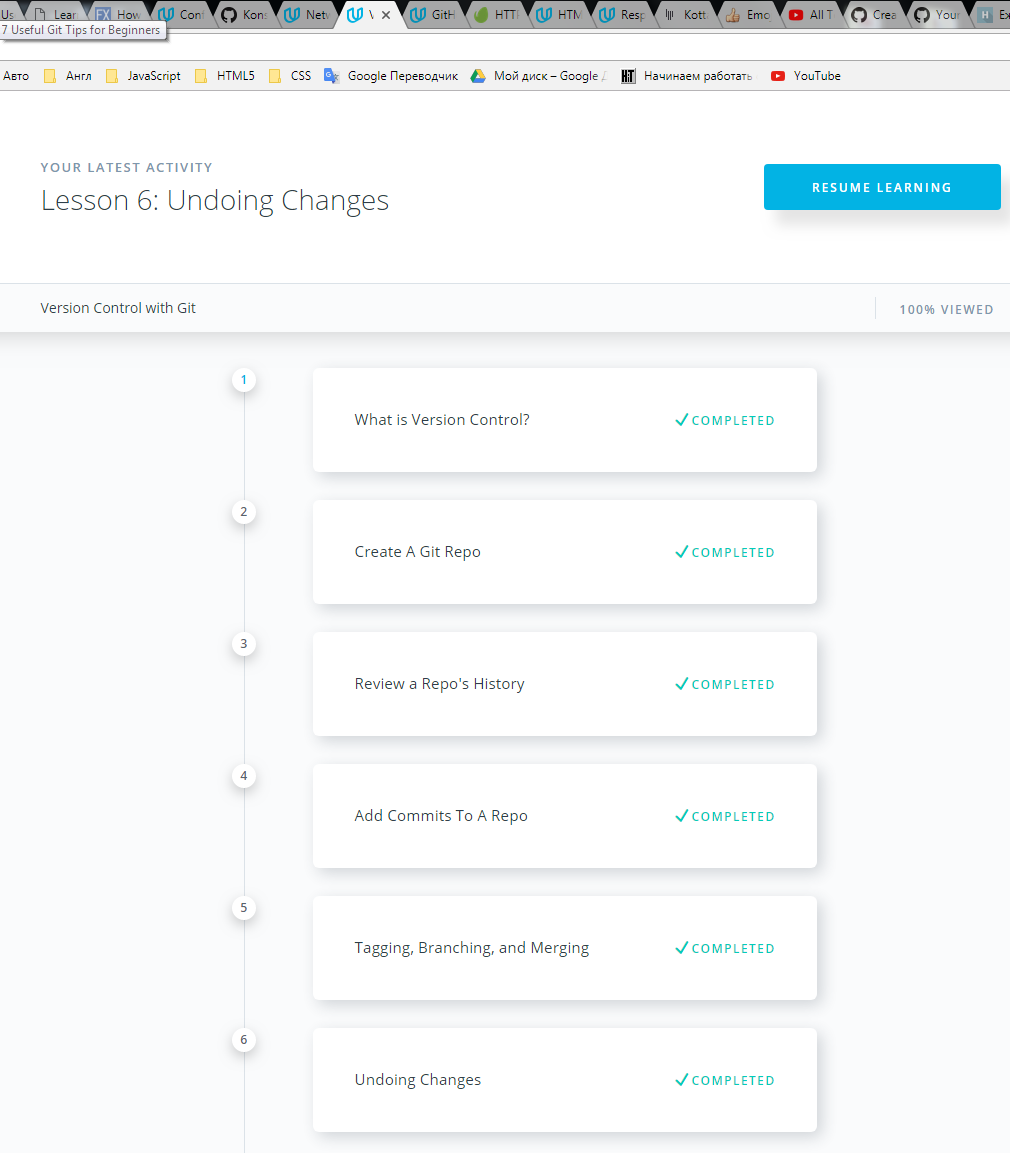 Us Lear FX How Cont Kons Netw V GitH HTT HTM Resp Kott Emo All T Crea Your H Ex
7 Useful Git Tips for Beginners
Авто Англ JavaScript HTML5 CSS Google Переводчик Мой диск – Google Начинаем работать YouTube
YOUR LATEST ACTIVITY
Lesson 6: Undoing Changes
RESUME LEARNING
Version Control with Git
100% VIEWED
1
What is Version Control?
COMPLETED
2
Create A Git Repo
COMPLETED
3
Review a Repo's History
COMPLETED
4
Add Commits To A Repo
COMPLETED
5
Tagging, Branching, and Merging
COMPLETED
6
Undoing Changes
COMPLETED